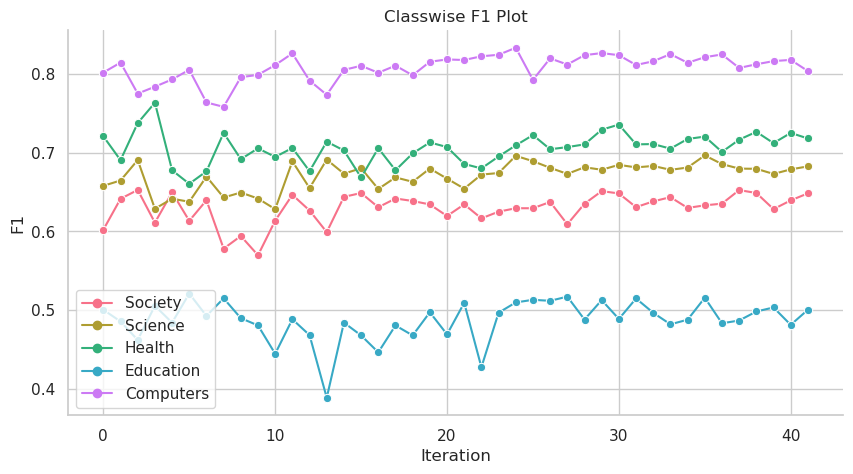 Classwise F1 Plot
F1
0.8
0.7
0.6
0.5
0.4
Society
Science
Health
Education
Computers
0
10
20
30
40
Iteration